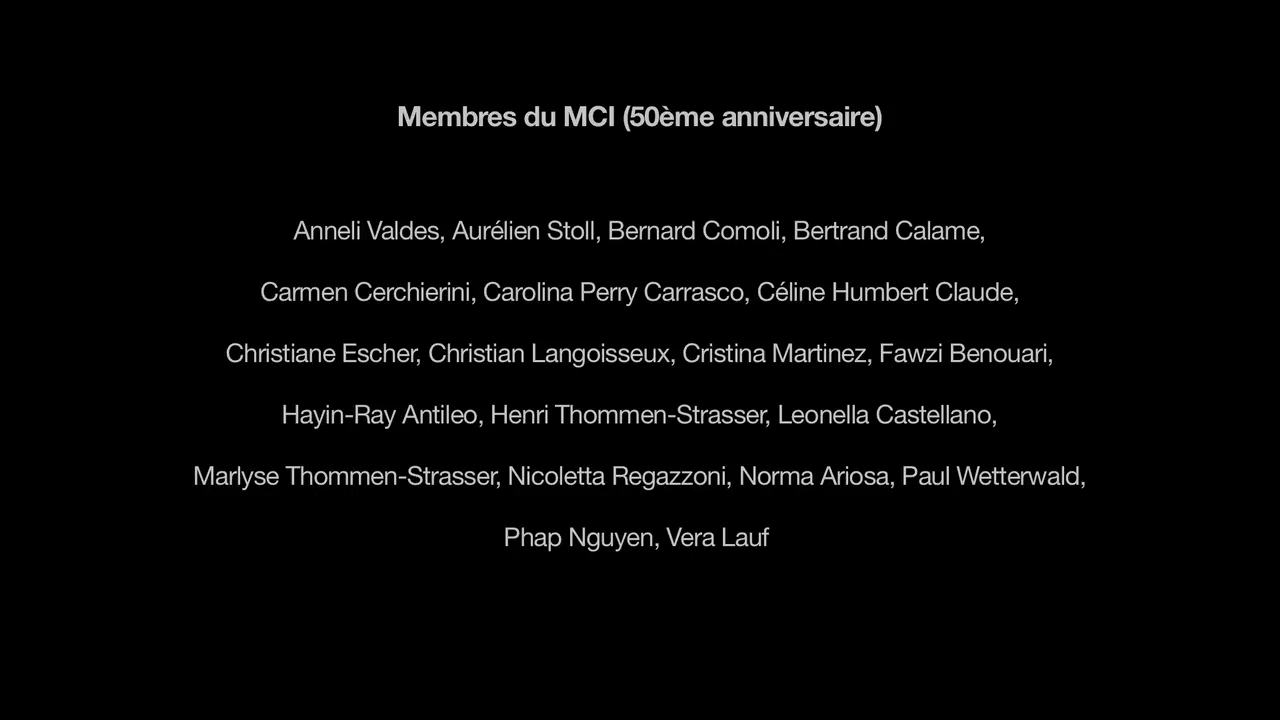 Membres du MCI (50ème anniversaire)
Anneli Valdes, Aurélien Stoll, Bernard Comoli, Bertrand Calame,
Carmen Cerchierini, Carolina Perry Carrasco, Céline Humbert Claude,
Christiane Escher, Christian Langoisseux, Cristina Martinez, Fawzi Benouari,
Hayin-Ray Antileo, Henri Thommen-Strasser, Leonella Castellano,
Marlyse Thommen-Strasser, Nicoletta Regazzoni, Norma Ariosa, Paul Wetterwald,
Phap Nguyen, Vera Lauf